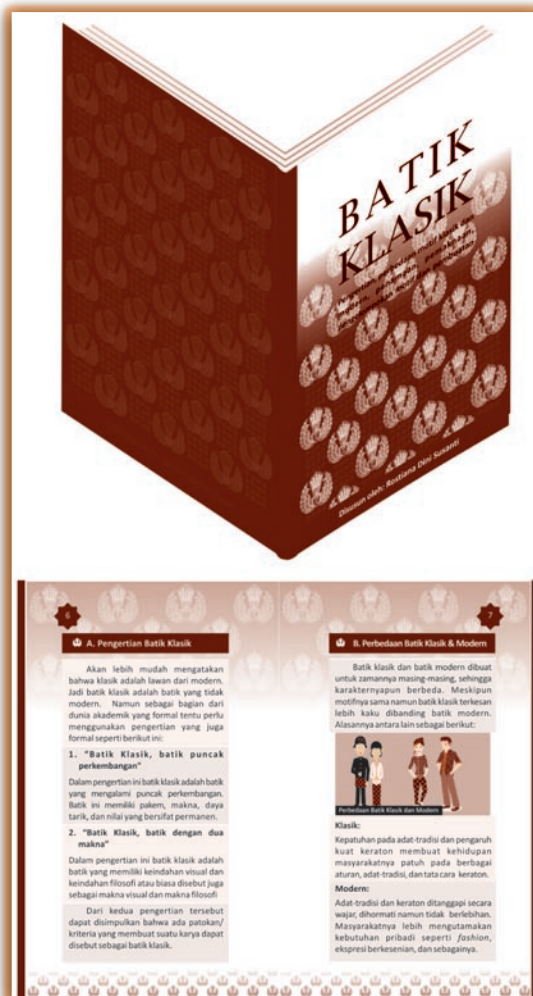 BATIK
KLASIK
Pengertian, perbedaan motif klasik dan
modern, penamaan, pemaknaan,
Disusun oleh: Rostiana Dini Susanti
6
A. Pengertian Batik Klasik
Akan lebih mudah mengatakan
bahwa klasik adalah lawan dari modern.
Jadi batik klasik adalah batik yang tidak
modern. Namun sebagai bagian dari
dunia akademik yang formal tentu perlu
menggunakan pengertian yang juga
formal seperti berikut ini:
1. "Batik Klasik, batik puncak
perkembangan"
Dalam pengertian ini batik klasik adalah batik
yang mengalami puncak perkembangan.
Batik ini memiliki pakem, makna, daya
tarik, dan nilai yang bersifat permanen.
2. "Batik Klasik, batik dengan dua
makna"
Dalam pengertian ini batik klasik adalah
batik yang memiliki keindahan visual dan
keindahan filosofi atau biasa disebut juga
sebagai makna visual dan makna filosofi
Dari kedua pengertian tersebut
dapat disimpulkan bahwa ada patokan/
kriteria yang membuat suatu karya dapat
disebut sebagai batik klasik.
7
B. Perbedaan Batik Klasik & Modern
Batik klasik dan batik modern dibuat
untuk zamannya masing-masing, sehingga
karakternyapun berbeda. Meskipun
motifnya sama namun batik klasik terkesan
lebih kaku dibanding batik modern.
Alasannya antara lain sebagai berikut:
Perbedaan Batik Klasik dan Modern
Klasik:
Kepatuhan pada adat-tradisi dan pengaruh
kuat keraton membuat kehidupan
masyarakatnya patuh pada berbagai
aturan, adat-tradisi, dan tata cara keraton.
Modern:
Adat-tradisi dan keraton ditanggapi secara
wajar, dihormati namun tidak berlebihan.
Masyarakatnya lebih mengutamakan
kebutuhan pribadi seperti fashion,
ekspresi berkesenian, dan sebagainya.